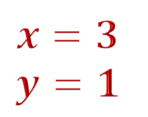 x = 3
y = 1